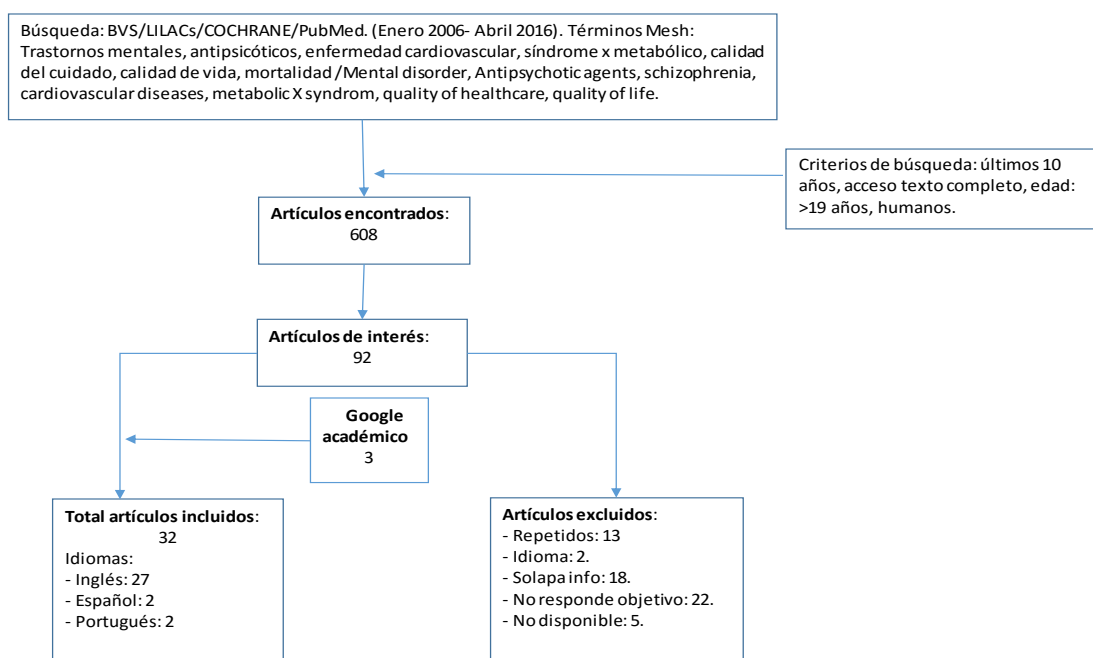 Búsqueda: BVS/LILACs/COCHRANE/PubMed. (Enero 2006- Abril 2016). Términos Mesh:
Trastornos mentales, antipsicóticos, enfermedad cardiovascular, síndrome x metabólico, calidad
del cuidado, calidad de vida, mortalidad /Mental disorder, Antipsychotic agents, schizophrenia,
cardiovascular diseases, metabolic X syndrom, quality of healthcare, quality of life.
Criterios de búsqueda: últimos 10
años, acceso texto completo, edad:
>19 años, humanos.
Artículos encontrados:
608
Artículos de interés:
92
Google
académico
3
Total artículos incluidos:
32
Idiomas:
- Inglés: 27
- Español: 2
- Portugués: 2
Artículos excluidos:
- Repetidos: 13
- Idioma: 2.
- Solapa info: 18.
- No responde objetivo: 22.
- No disponible: 5.